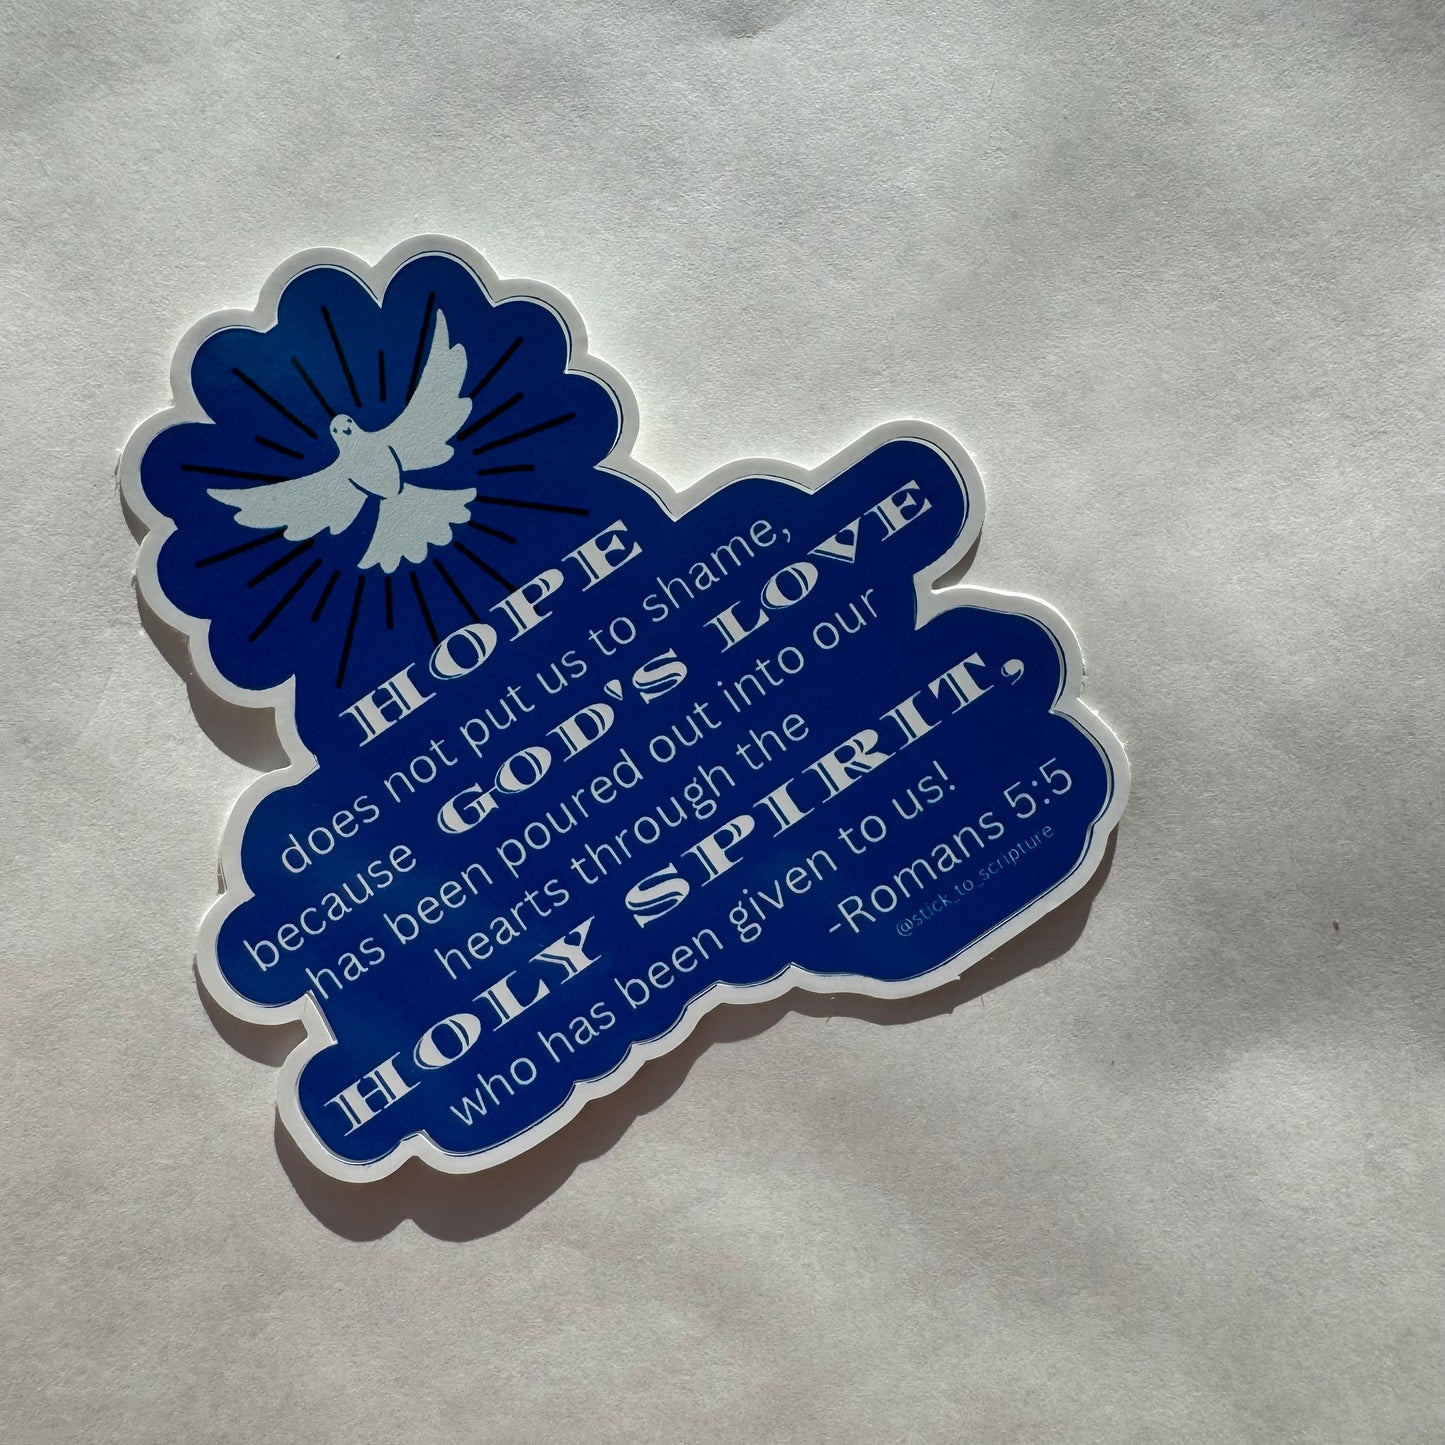 HOPE
does not put us to shame,
because GOD'S LOVE
has been poured out into our
hearts through the
HOLY SPIRIT,
who has been given to us!
-Romans 5:5
@stick_to_scripture